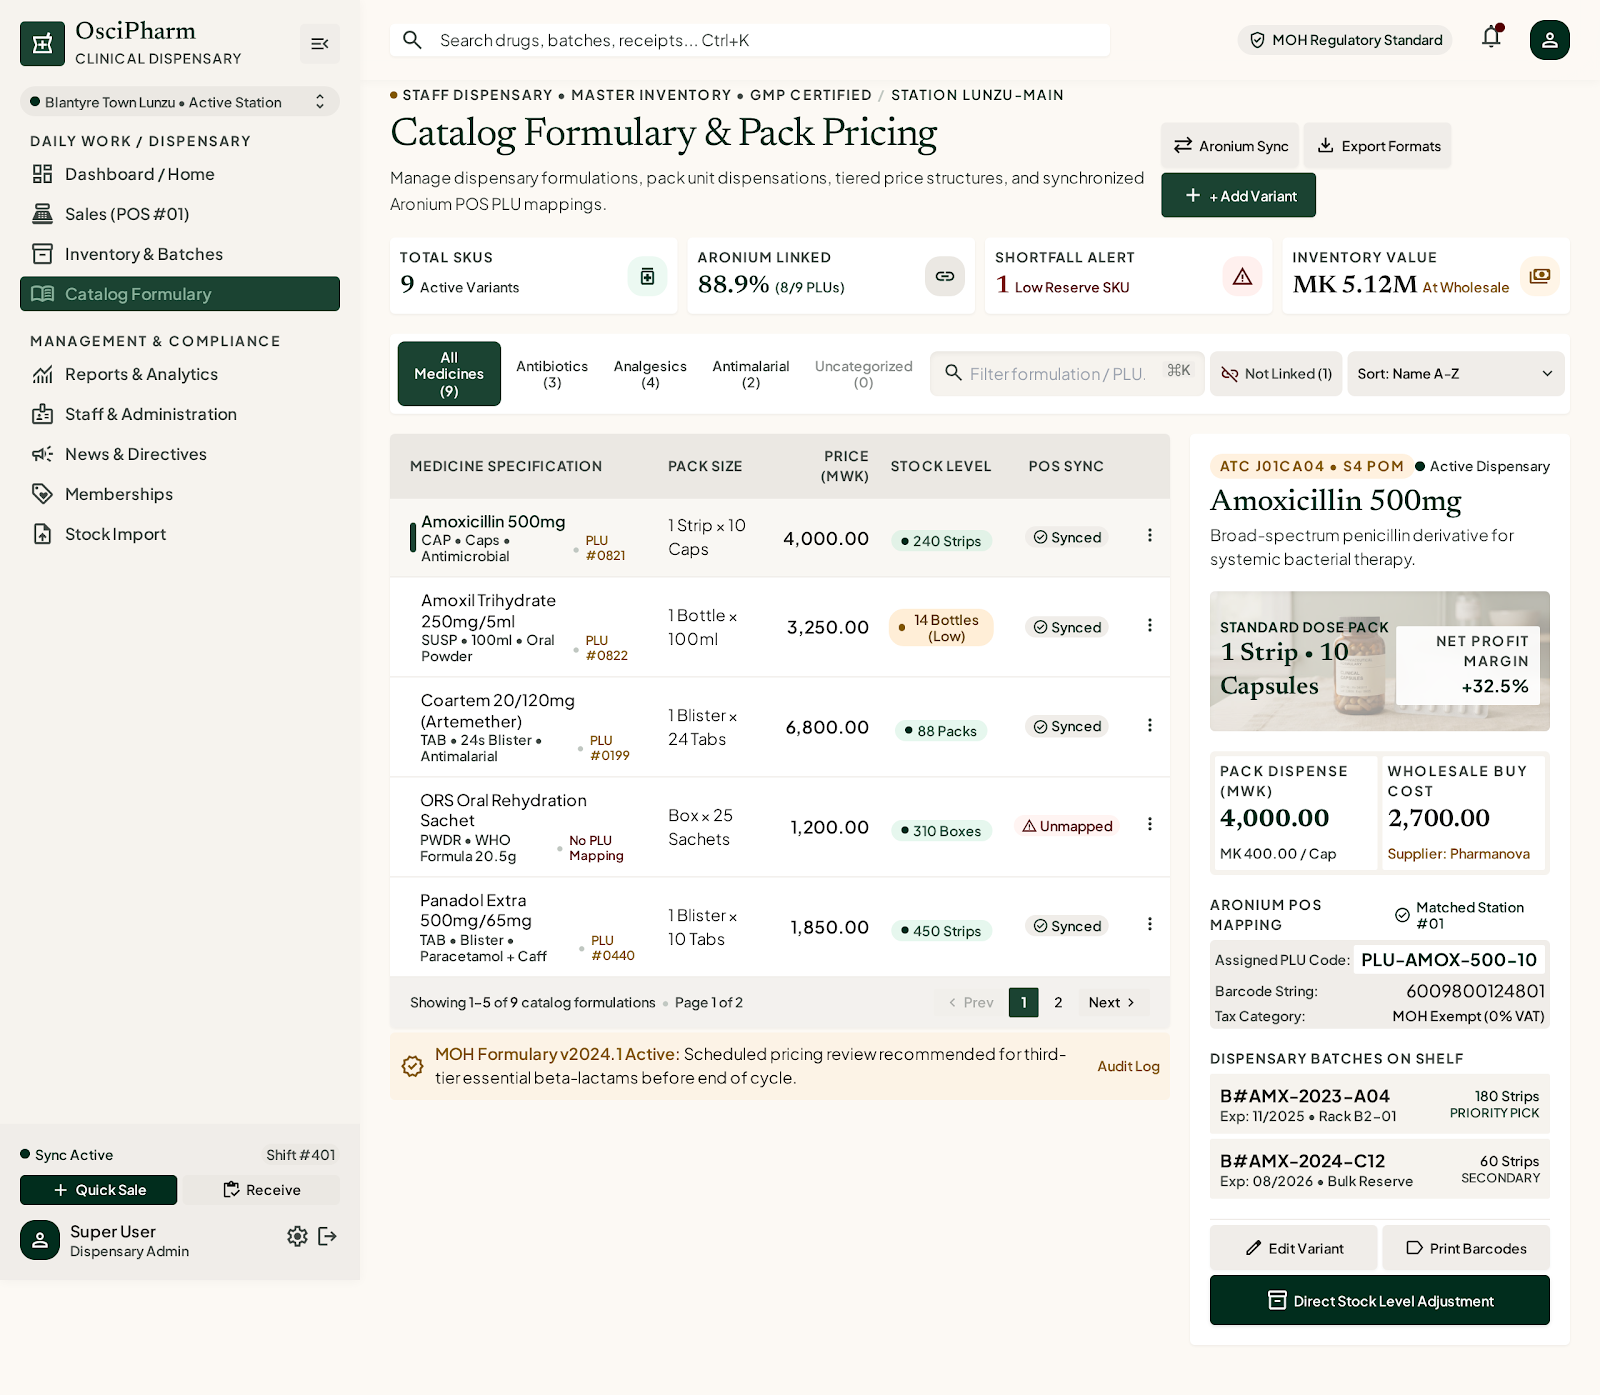 OsciPharm
CLINICAL DISPENSARY
Blantyre Town Lunzu • Active Station
DAILY WORK / DISPENSARY
Dashboard / Home
Sales (POS #01)
Inventory & Batches
Catalog Formulary
MANAGEMENT & COMPLIANCE
Reports & Analytics
Staff & Administration
News & Directives
Memberships
Stock Import
Sync Active
Shift #401
Quick Sale
Receive
Super User
Dispensary Admin
Search drugs, batches, receipts... Ctrl+K
MOH Regulatory Standard
STAFF DISPENSARY • MASTER INVENTORY • GMP CERTIFIED / STATION LUNZU-MAIN
Catalog Formulary & Pack Pricing
Manage dispensary formulations, pack unit dispensations, tiered price structures, and synchronized
Aronium POS PLU mappings.
Aronium Sync
Export Formats
+ Add Variant
TOTAL SKUS
9 Active Variants
ARONIUM LINKED
88.9% (8/9 PLUs)
SHORTFALL ALERT
1 Low Reserve SKU
INVENTORY VALUE
MK 5.12M At Wholesale
All
Medicines
(9)
Antibiotics
(3)
Analgesics
(4)
Antimalarial
(2)
Uncategorized
(0)
Filter formulation / PLU. ⌘K
Not Linked (1)
Sort: Name A-Z
MEDICINE SPECIFICATION
PACK SIZE
PRICE
(MWK)
STOCK LEVEL
POS SYNC
Amoxicillin 500mg
CAP • Caps •
Antimicrobial
PLU
#0821
1 Strip × 10
Caps
4,000.00
240 Strips
Synced
Amoxil Trihydrate
250mg/5ml
SUSP • 100ml • Oral
Powder
PLU
#0822
1 Bottle ×
100ml
3,250.00
14 Bottles
(Low)
Synced
Coartem 20/120mg
(Artemether)
TAB • 24s Blister •
Antimalarial
PLU
#0199
1 Blister ×
24 Tabs
6,800.00
88 Packs
Synced
ORS Oral Rehydration
Sachet
PWDR • WHO
Formula 20.5g
No PLU
Mapping
Box × 25
Sachets
1,200.00
310 Boxes
Unmapped
Panadol Extra
500mg/65mg
TAB • Blister •
Paracetamol + Caff
PLU
#0440
1 Blister ×
10 Tabs
1,850.00
450 Strips
Synced
Showing 1-5 of 9 catalog formulations • Page 1 of 2
Prev
1
2
Next
MOH Formulary v2024.1 Active: Scheduled pricing review recommended for third-
tier essential beta-lactams before end of cycle.
Audit Log
ATC J01CA04 • S4 POM
Active Dispensary
Amoxicillin 500mg
Broad-spectrum penicillin derivative for
systemic bacterial therapy.
STANDARD DOSE PACK
1 Strip • 10
Capsules
NET PROFIT
MARGIN
+32.5%
PACK DISPENSE
(MWK)
4,000.00
MK 400.00 / Cap
WHOLESALE BUY
COST
2,700.00
Supplier: Pharmanova
ARONIUM POS
MAPPING
Matched Station
#01
Assigned PLU Code: PLU-AMOX-500-10
Barcode String: 6009800124801
Tax Category: MOH Exempt (0% VAT)
DISPENSARY BATCHES ON SHELF
B#AMX-2023-A04
Exp: 11/2025 • Rack B2-01
180 Strips
PRIORITY PICK
B#AMX-2024-C12
Exp: 08/2026 • Bulk Reserve
60 Strips
SECONDARY
Edit Variant
Print Barcodes
Direct Stock Level Adjustment